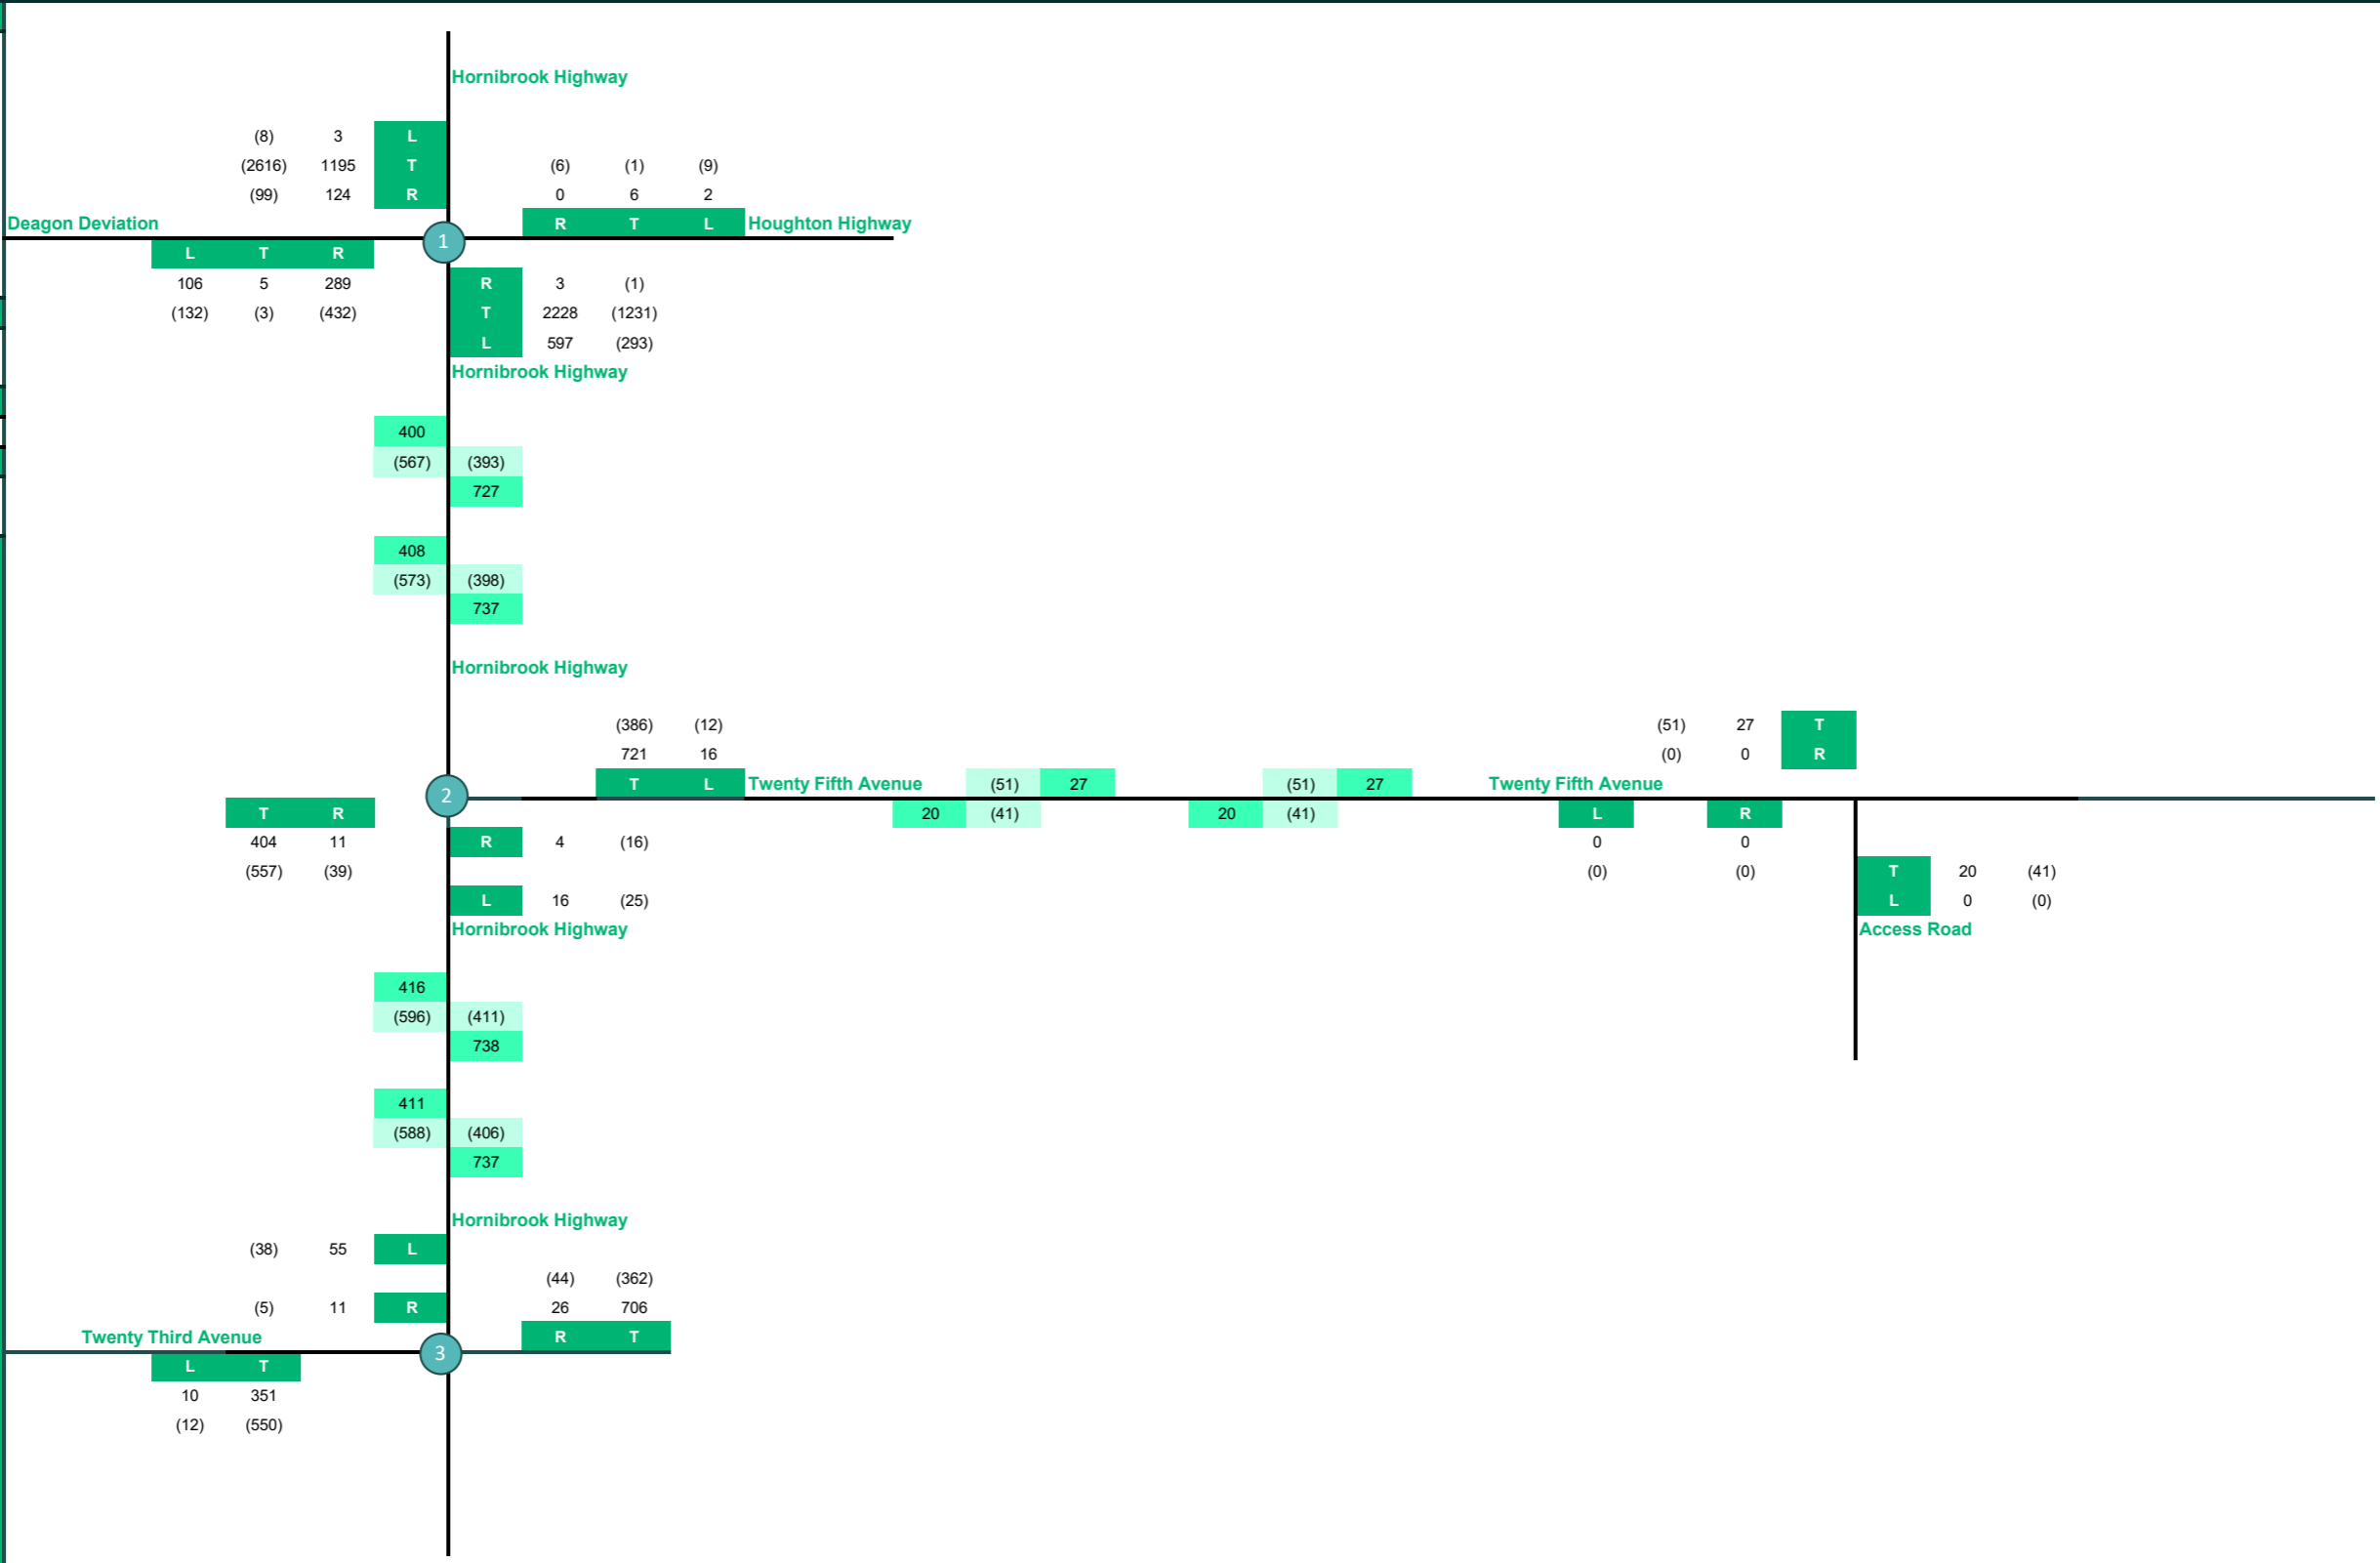 Hornibrook Highway
(8) 3 L
(2616) 1195 T (6) (1) (9)
(99) 124 R 0 6 2
Deagon Deviation R T L Houghton Highway
1
L T R
106 5 289 R 3 (1)
(132) (3) (432) T 2228 (1231)
L 597 (293)
Hornibrook Highway
400
(567) (393)
727
408
(573) (398)
737
Hornibrook Highway
(386) (12) (51) 27 T
721 16 (0) 0 R
T L Twenty Fifth Avenue (51) 27 (51) 27 Twenty Fifth Avenue
2
T R 20 (41) 20 (41) L R
404 11 R 4 (16) 0 0
(557) (39) (0) (0) T 20 (41)
L 16 (25) L 0 (0)
Hornibrook Highway Access Road
416
(596) (411)
738
411
(588) (406)
737
Hornibrook Highway
(38) 55 L
(44) (362)
(5) 11 R 26 706
Twenty Third Avenue R T
3
L T
10 351
(12) (550)